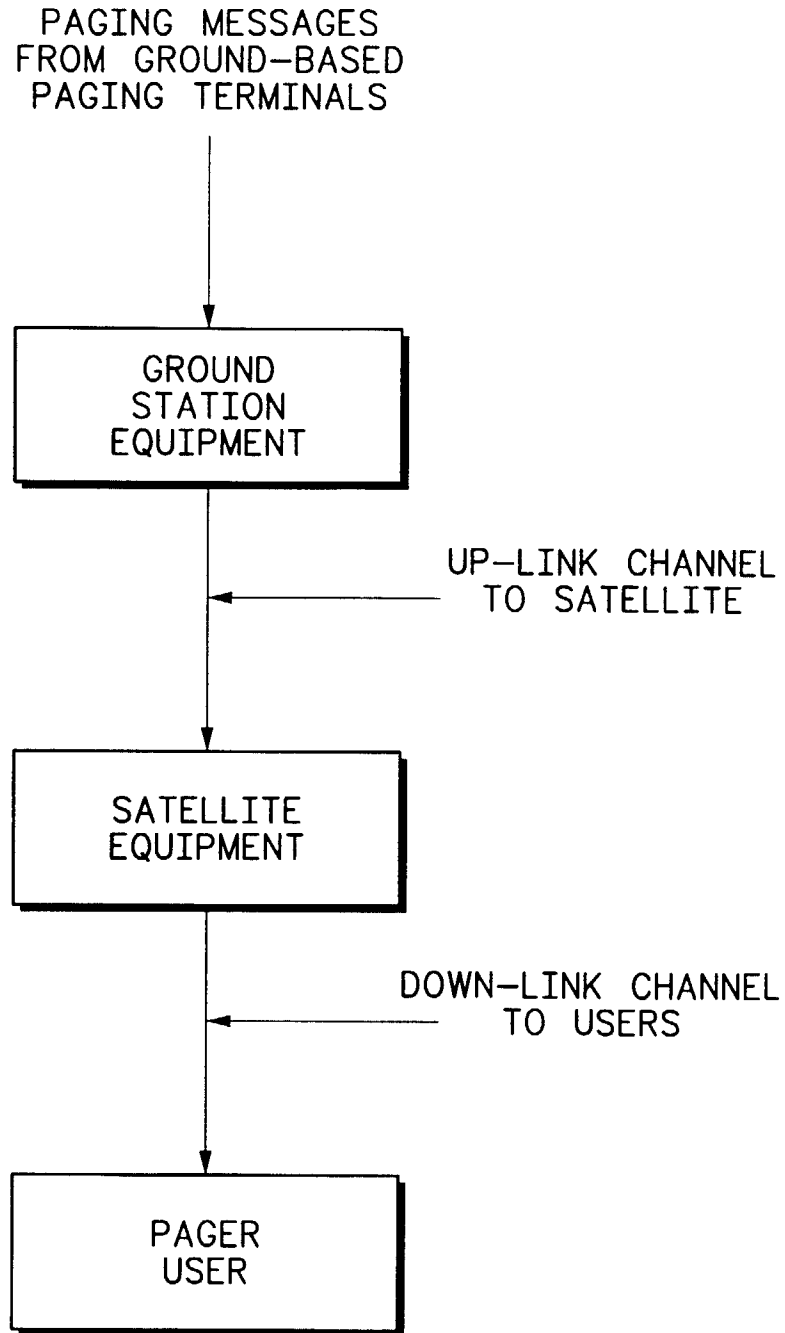 PAGING MESSAGES
FROM GROUND-BASED
PAGING TERMINALS
GROUND
STATION
EQUIPMENT
UP-LINK CHANNEL
TO SATELLITE
SATELLITE
EQUIPMENT
DOWN-LINK CHANNEL
TO USERS
PAGER
USER